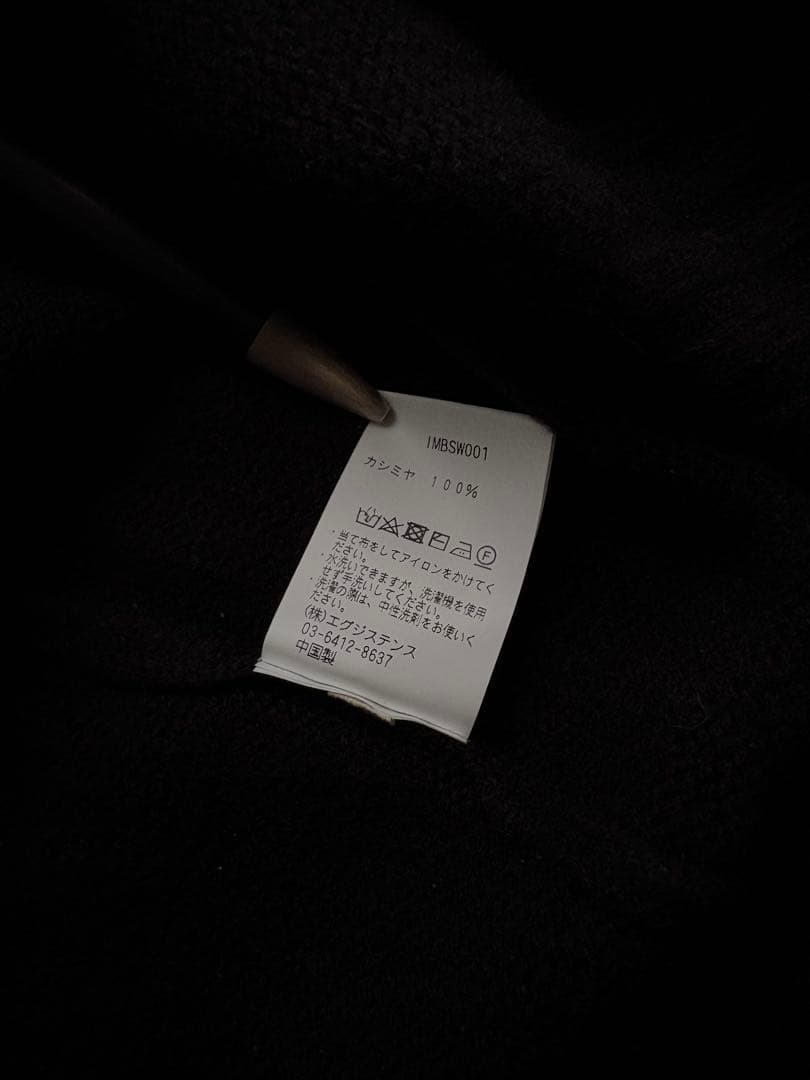 IMBSW001
カシミヤ 100%
F
・当て布をしてアイロンをかけてく
ださい。
・水洗いできますが、洗濯機を使用
せず手洗いしてください。
・洗濯の際は、中性洗剤をお使いく
ださい。
(株)エグジステンス
03-6412-8637
中国製